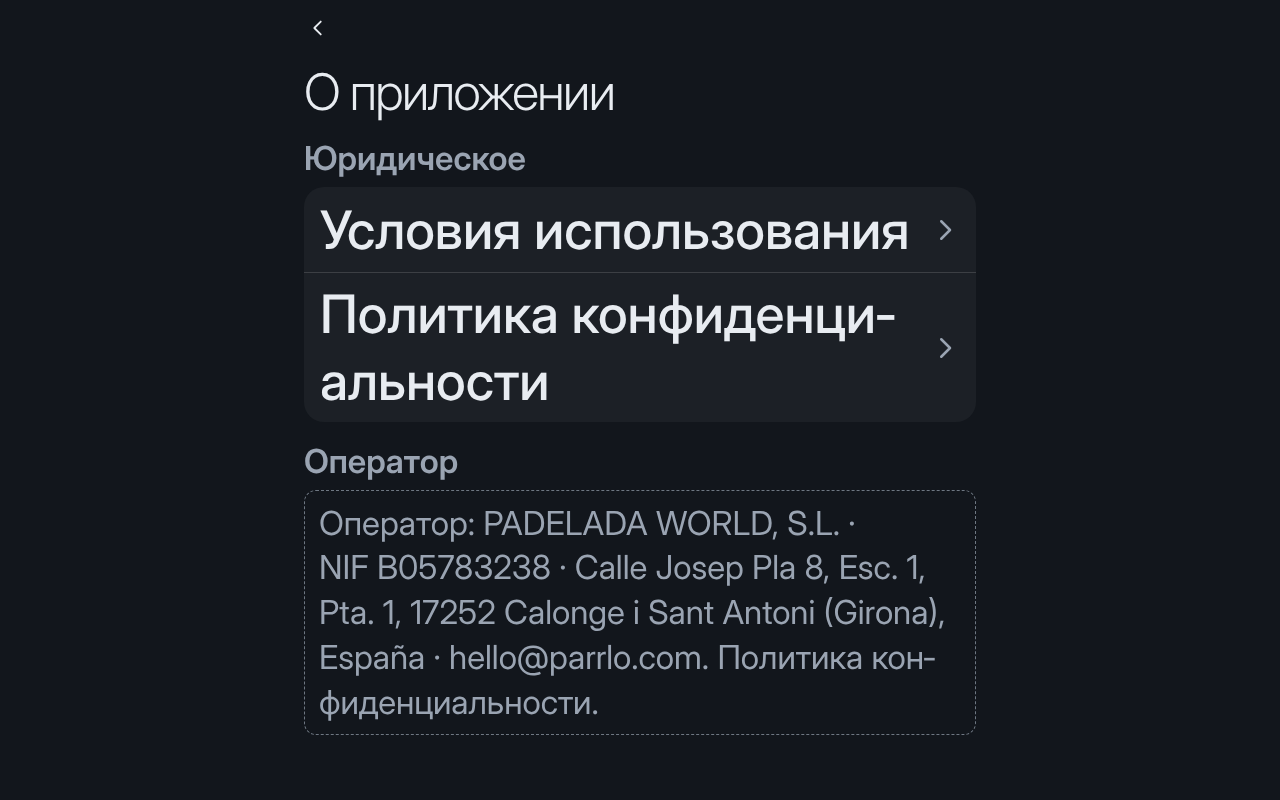 О приложении
Юридическое
Условия использования
Политика конфиденци-
альности
Оператор
Оператор: PADELADA WORLD, S.L. ·
NIF B05783238 · Calle Josep Pla 8, Esc. 1,
Pta. 1, 17252 Calonge i Sant Antoni (Girona),
España · hello@parrlo.com. Политика кон-
фиденциальности.